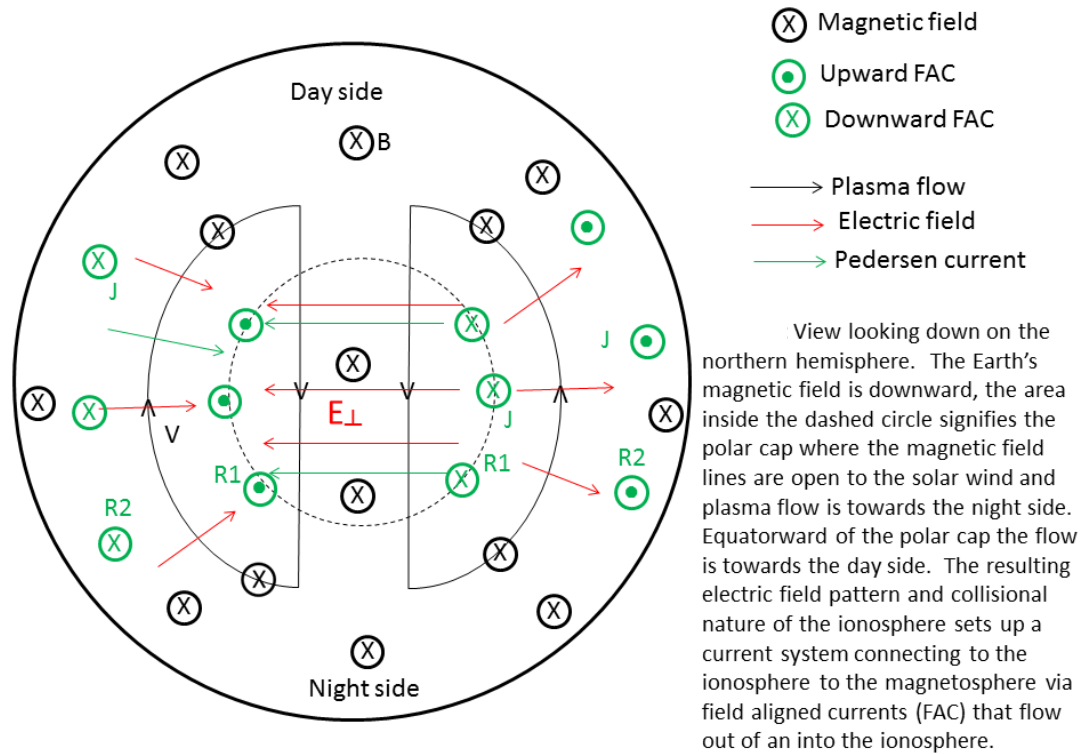 Magnetic field
Upward FAC
Downward FAC
Plasma flow
Electric field
Pedersen current
Day side
X
X B
X
X
X
X
X
J
X
V
V
E⊥
X
J
J
X
X
V
V
X
V
X
R1
R1
X
R2
R2
X
X
X
X
X
X
X
Night side
: View looking down on the
northern hemisphere. The Earth's
magnetic field is downward, the area
inside the dashed circle signifies the
polar cap where the magnetic field
lines are open to the solar wind and
plasma flow is towards the night side.
Equatorward of the polar cap the flow
is towards the day side. The resulting
electric field pattern and collisional
nature of the ionosphere sets up a
current system connecting to the
ionosphere to the magnetosphere via
field aligned currents (FAC) that flow
out of an into the ionosphere.